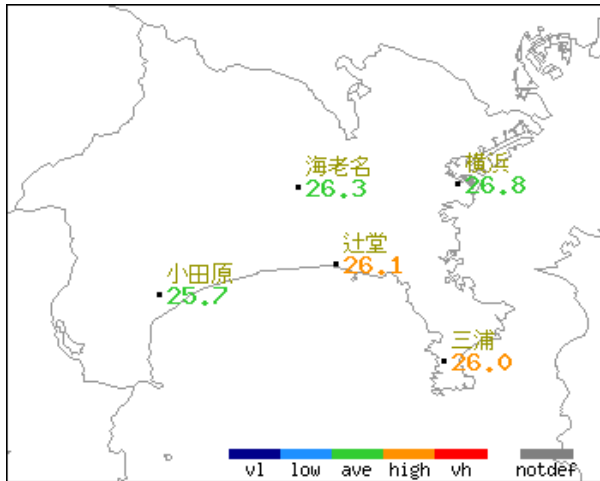 海老名
26.3
横浜
26.8
辻堂
26.1
小田原
25.7
三浦
26.0
vl low ave high vh notdef